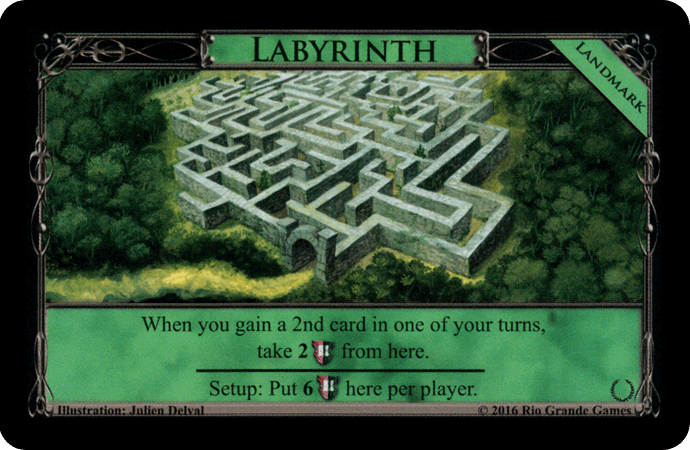 LABYRINTH
LANDMARK
When you gain a 2nd card in one of your turns,
take 2 from here.
Setup: Put 6 here per player.
Illustration: Julien Delval
© 2016 Rio Grande Games